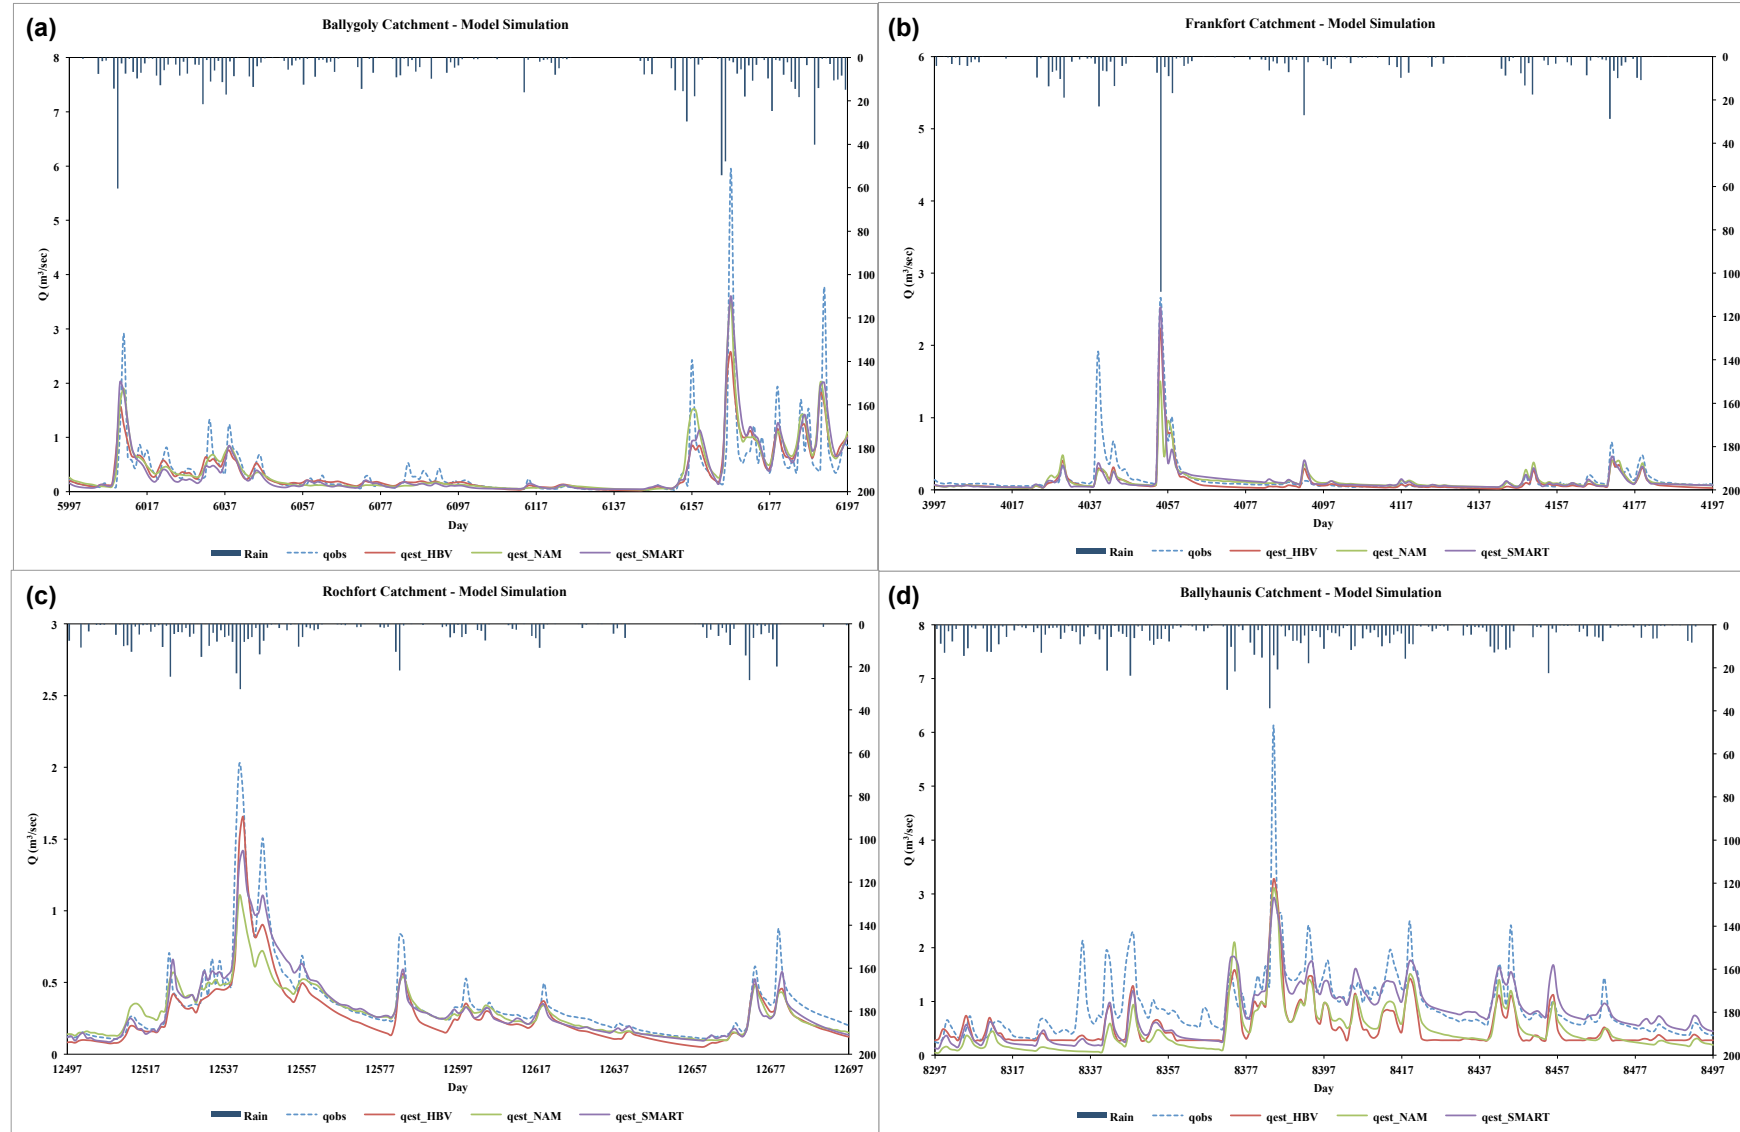 (a)
Ballygoly Catchment - Model Simulation
8 7 6 5 4 3 2 1 0
0 20 40 60 80 100 120 140 160 180 200
Q (m³/sec)
5997 6017 6037 6057 6077 6097 6117 6137 6157 6177 6197
Day
Rain qobs qest_HBV qest_NAM qest_SMART
(b)
Frankfort Catchment - Model Simulation
6 5 4 3 2 1 0
0 20 40 60 80 100 120 140 160 180 200
Q (m³/sec)
3997 4017 4037 4057 4077 4097 4117 4137 4157 4177 4197
Day
Rain qobs qest_HBV qest_NAM qest_SMART
(c)
Rochfort Catchment - Model Simulation
3 2.5 2 1.5 1 0.5 0
0 20 40 60 80 100 120 140 160 180 200
Q (m³/sec)
12497 12517 12537 12557 12577 12597 12617 12637 12657 12677 12697
Day
Rain qobs qest_HBV qest_NAM qest_SMART
(d)
Ballyhaunis Catchment - Model Simulation
8 7 6 5 4 3 2 1 0
0 20 40 60 80 100 120 140 160 180 200
Q (m³/sec)
8297 8317 8337 8357 8377 8397 8417 8437 8457 8477 8497
Day
Rain qobs qest_HBV qest_NAM qest_SMART